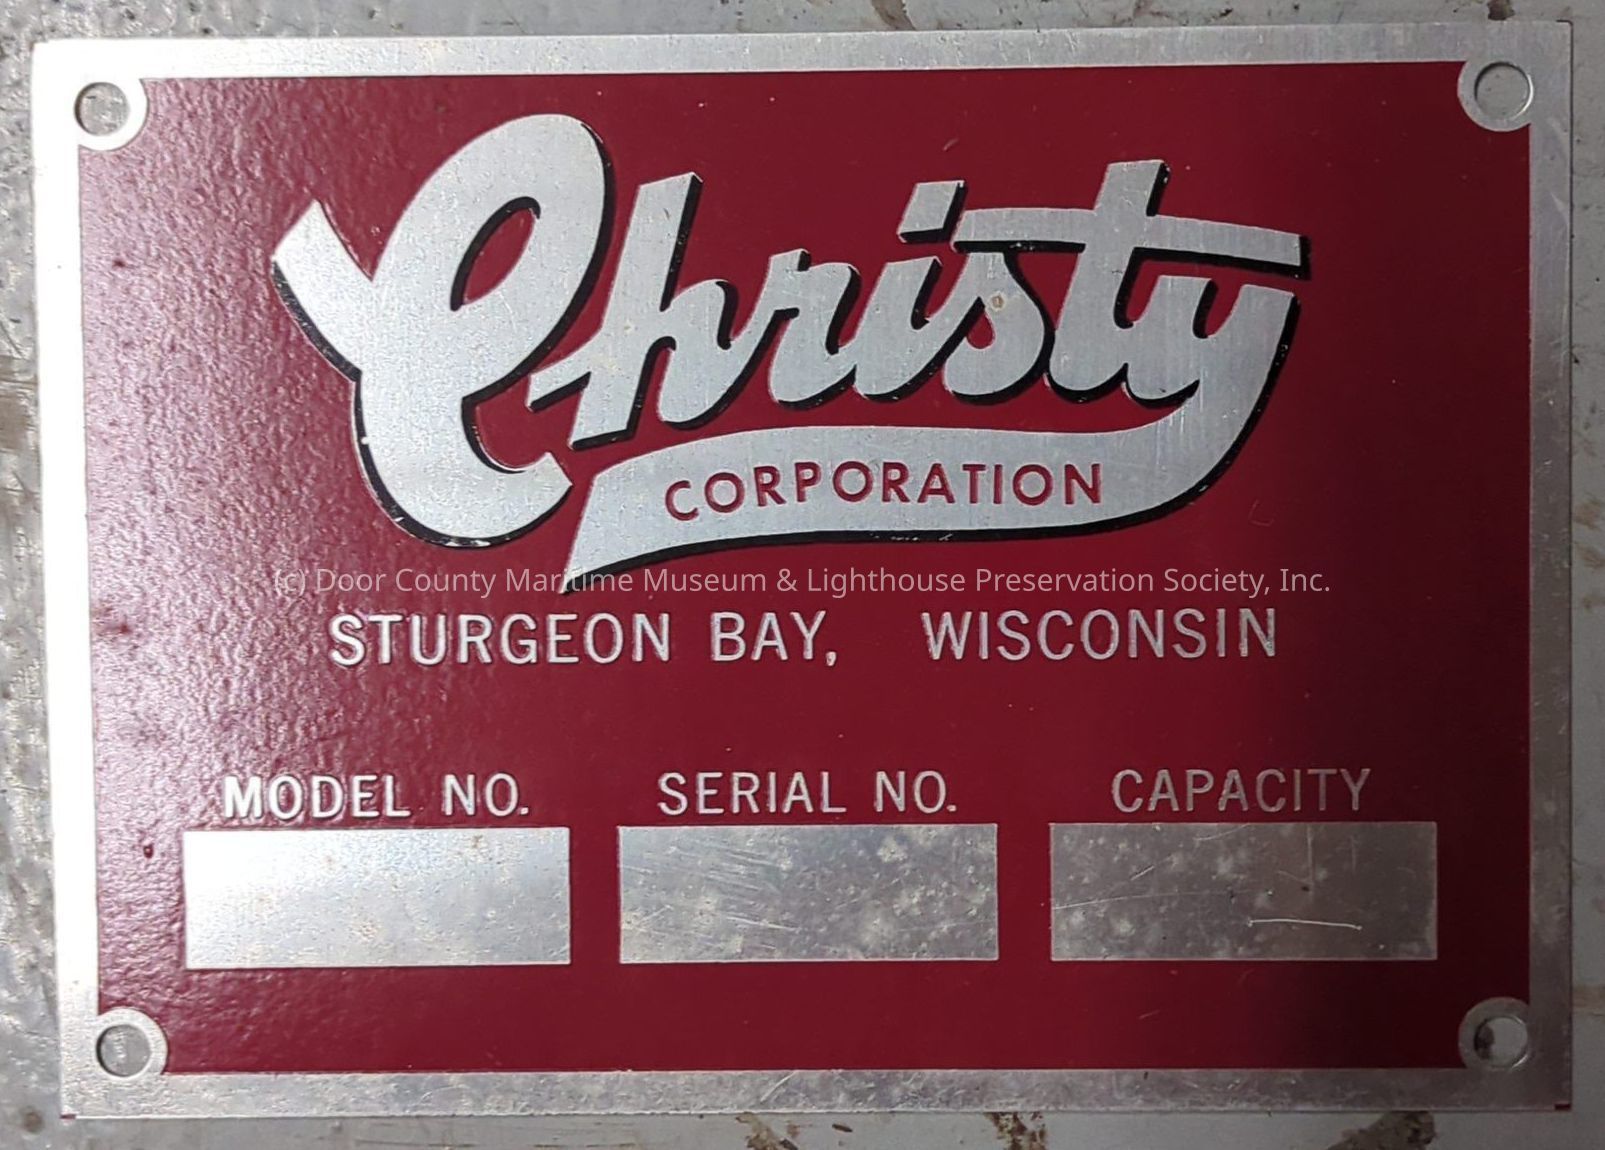 Christy
CORPORATION
(c) Door County Maritime Museum & Lighthouse Preservation Society, Inc.
STURGEON BAY, WISCONSIN
MODEL NO. SERIAL NO. CAPACITY